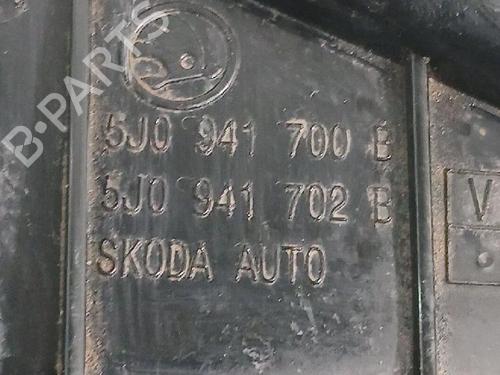 B-PARTS
5J0 941 700 E
5J0 941 702 B
SKODA AUTO
V